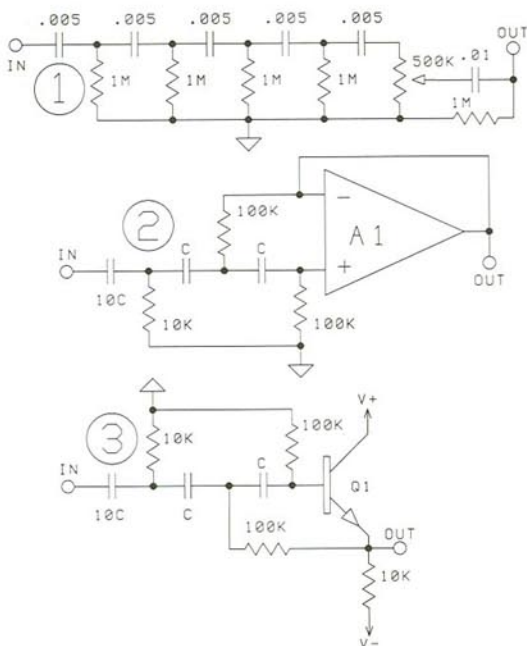 .005 .005 .005 .005 .005
OUT
IN
1
1M 1M 1M 1M
500K .01
1M
2
100K
A1
−
+
IN
C C
10C
10K
100K
OUT
3
V+
IN
10K
100K
C
Q1
10C
C
100K
OUT
10K
V-